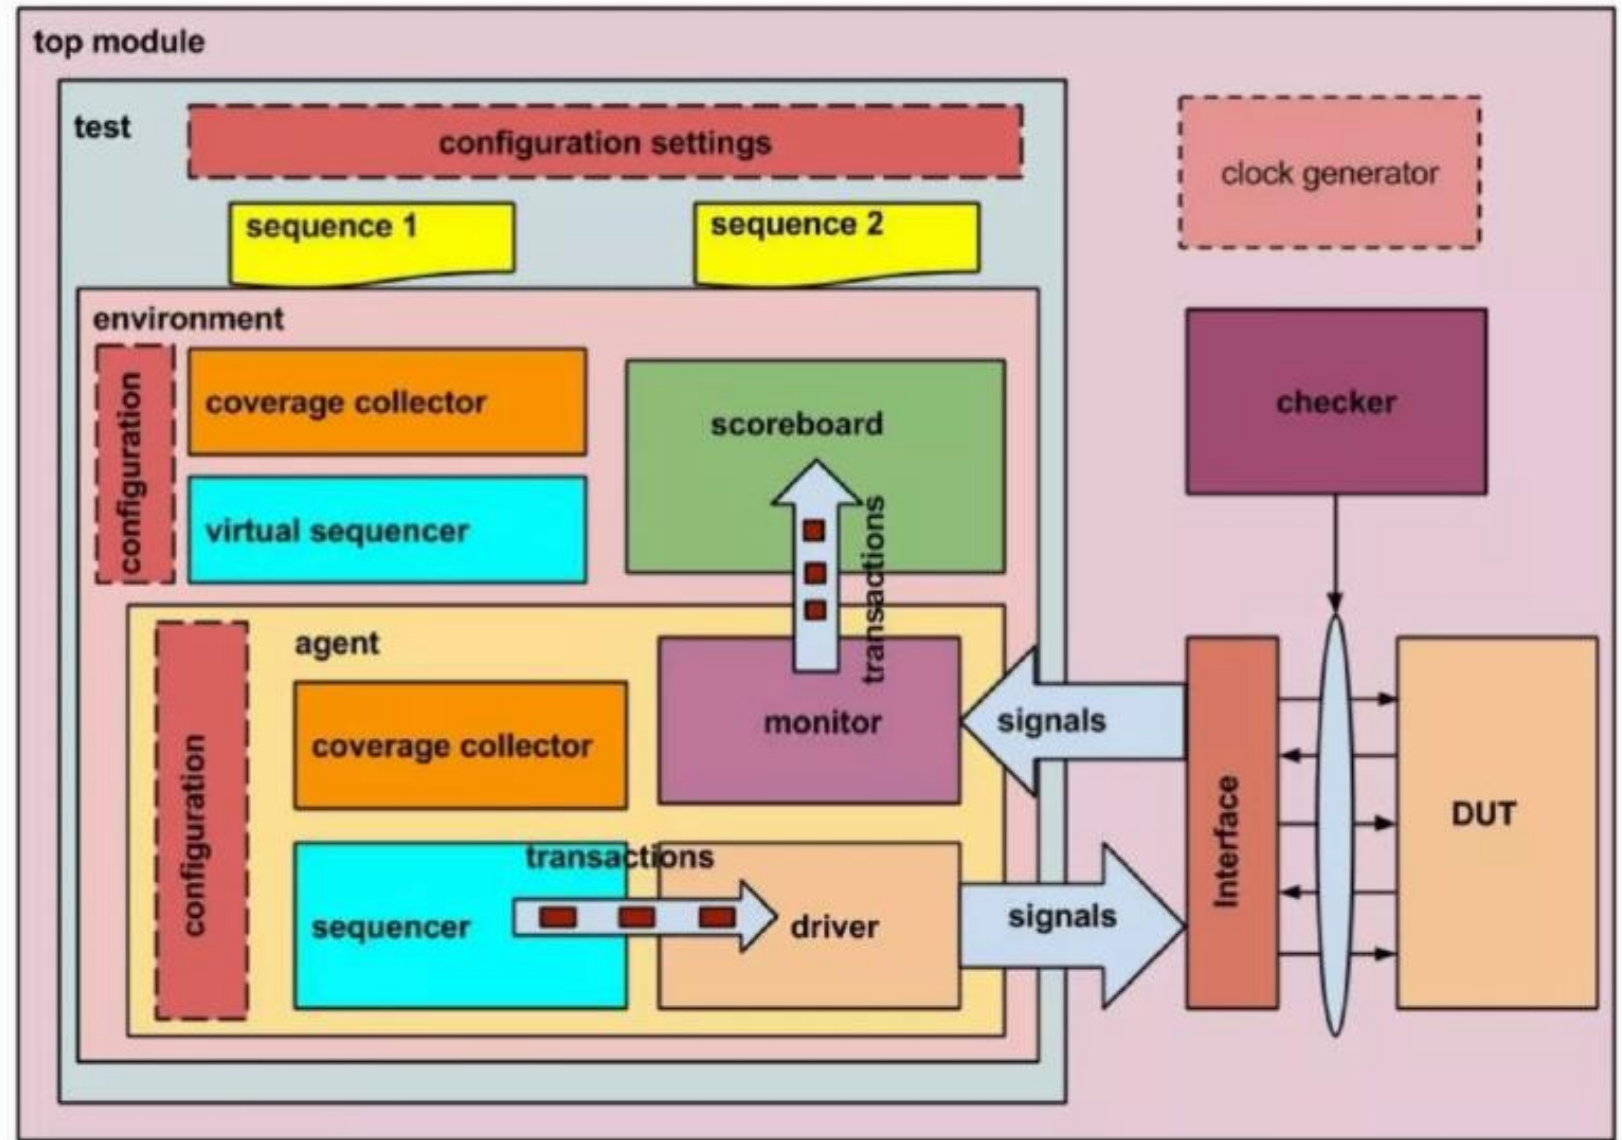 top module
test
configuration settings
clock generator
sequence 1
sequence 2
environment
configuration
coverage collector
scoreboard
checker
virtual sequencer
transactions
agent
configuration
coverage collector
monitor
signals
Interface
DUT
transactions
sequencer
driver
signals